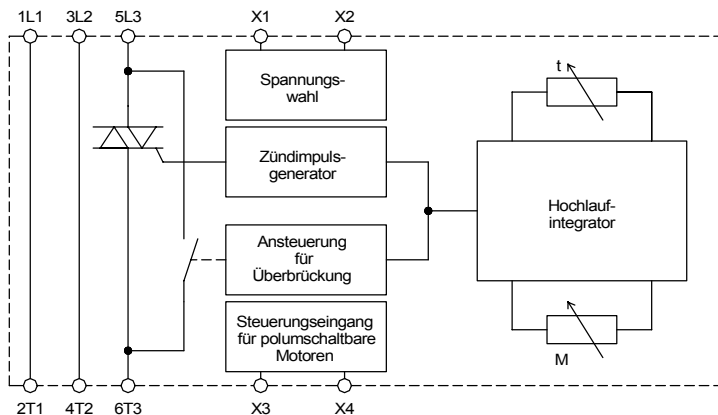 1L1 3L2 5L3 X1 X2
Spannungs-
wahl
t
Zündimpuls-
generator
Hochlauf-
integrator
Ansteuerung
für
Überbrückung
Steuerungseingang
für polumschaltbare
Motoren
M
2T1 4T2 6T3 X3 X4